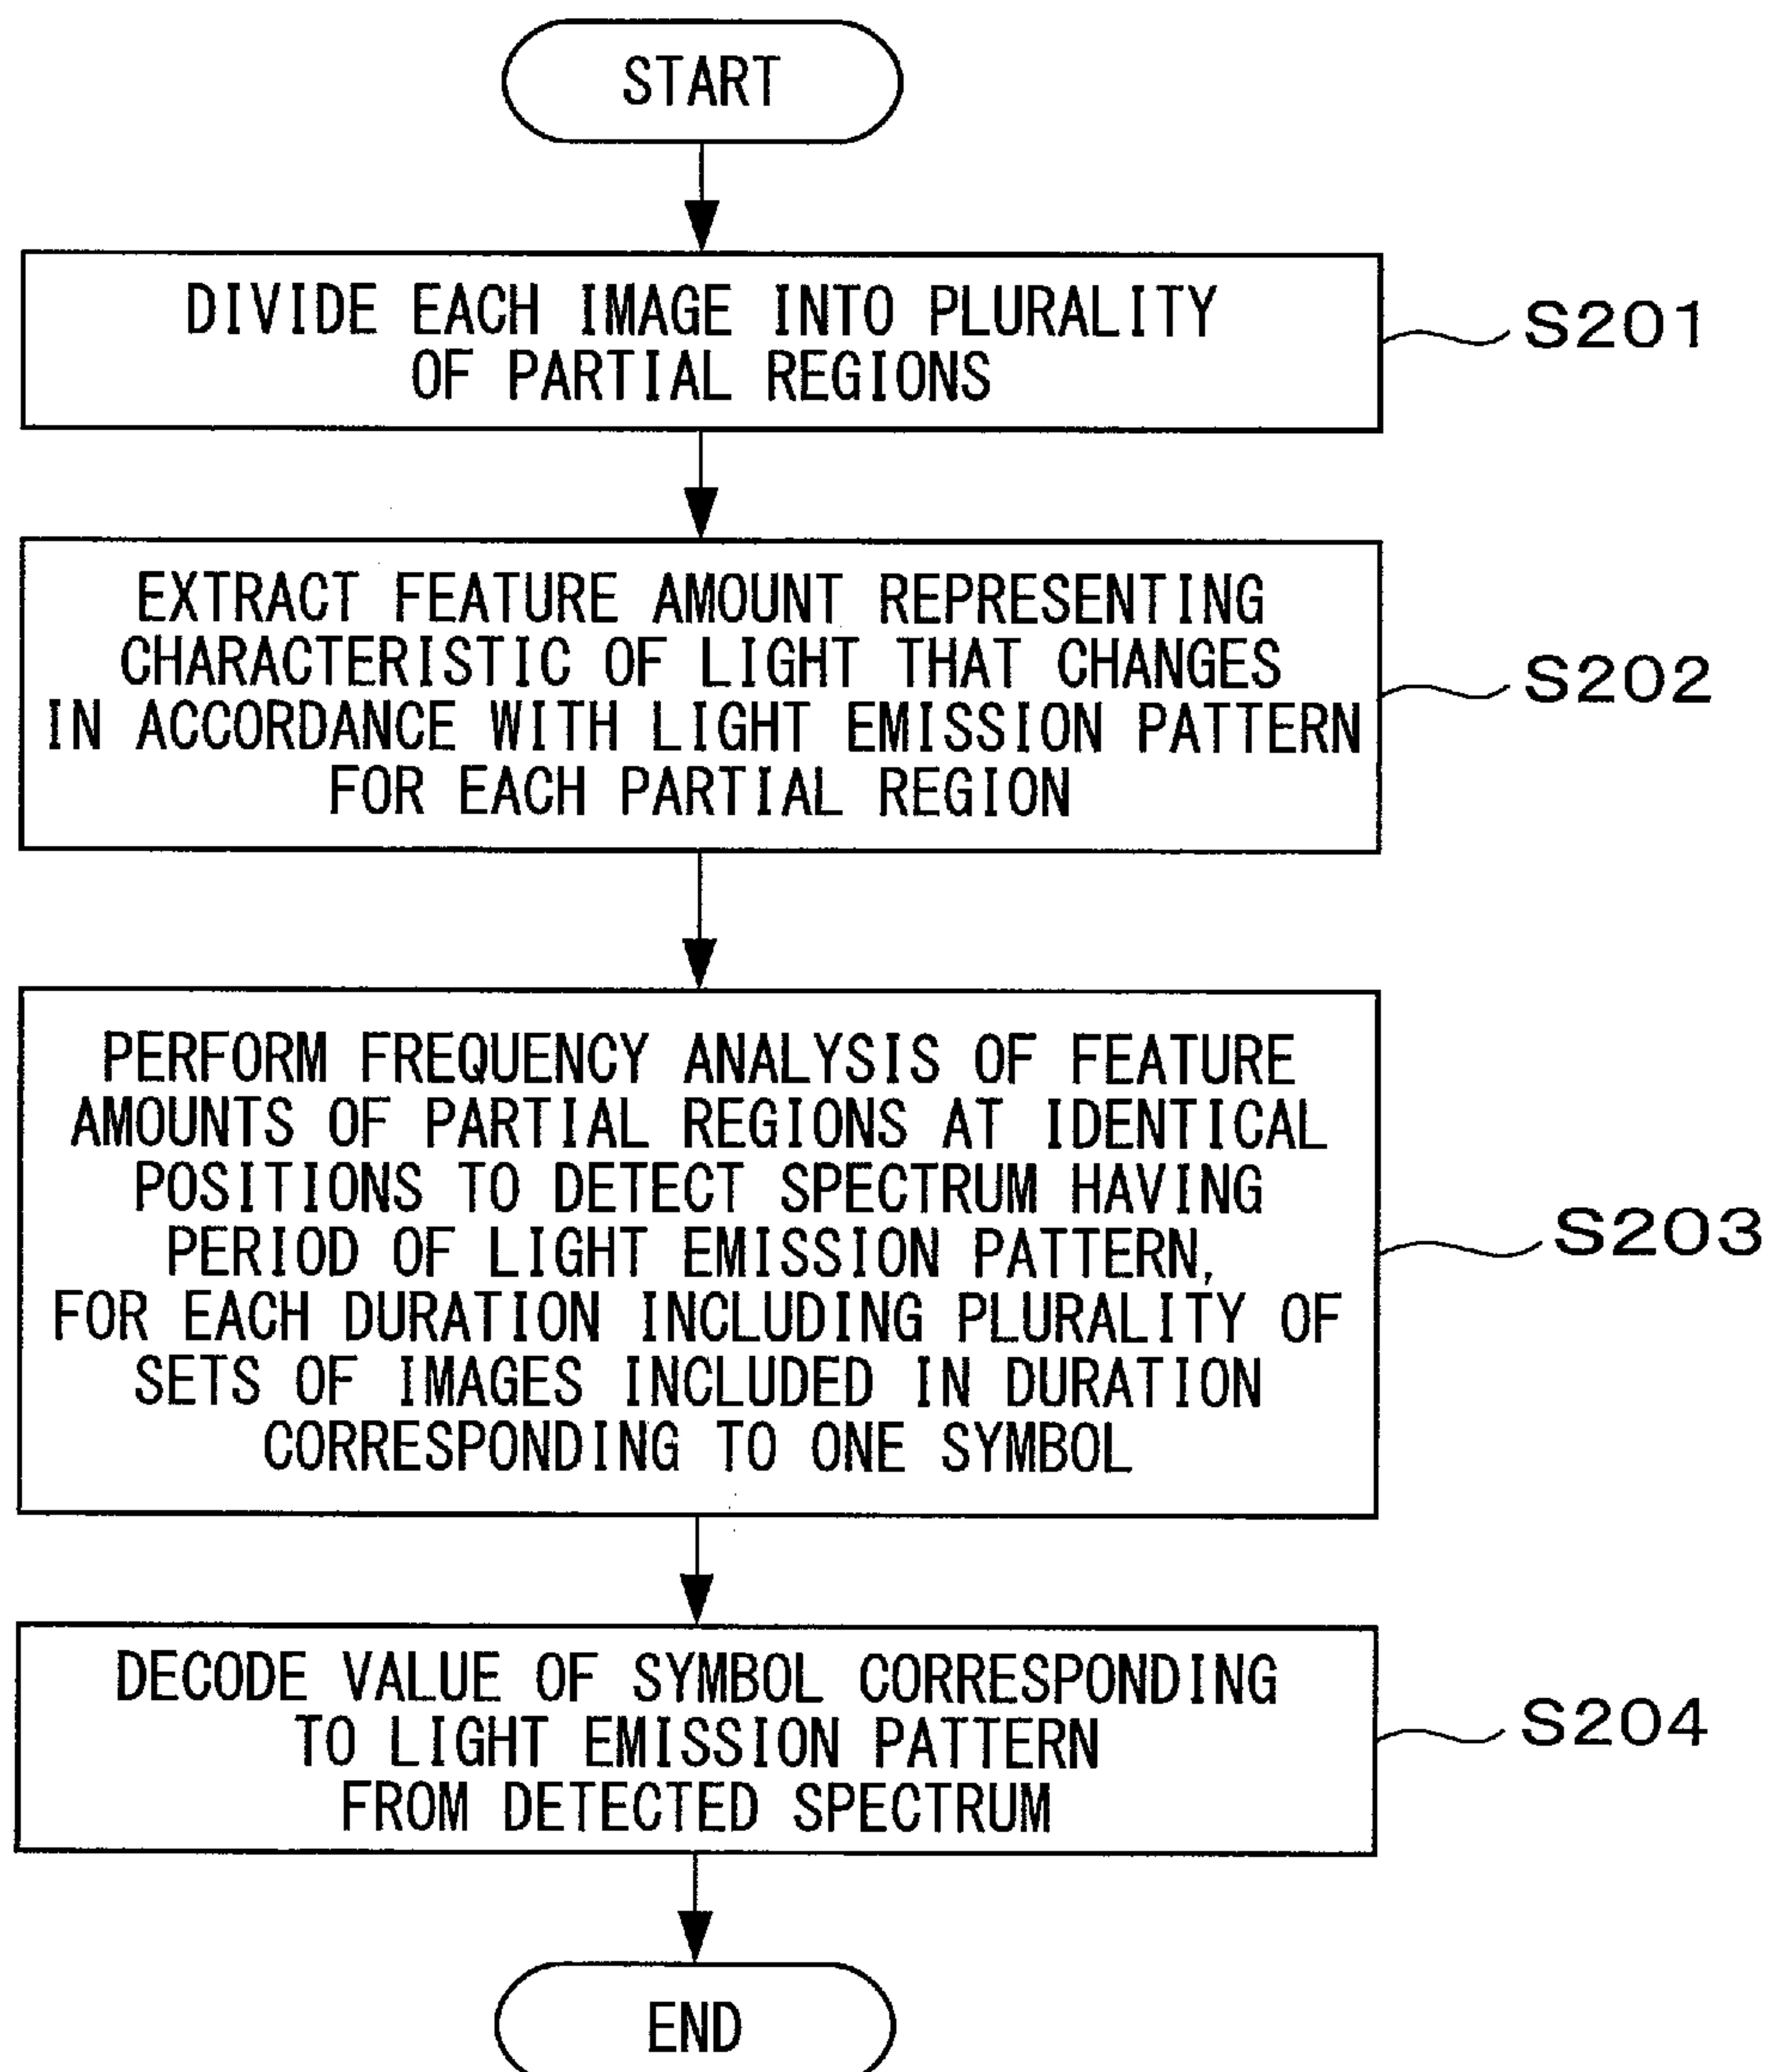 START
DIVIDE EACH IMAGE INTO PLURALITY
OF PARTIAL REGIONS
S201
EXTRACT FEATURE AMOUNT REPRESENTING
CHARACTERISTIC OF LIGHT THAT CHANGES
IN ACCORDANCE WITH LIGHT EMISSION PATTERN
FOR EACH PARTIAL REGION
S202
PERFORM FREQUENCY ANALYSIS OF FEATURE
AMOUNTS OF PARTIAL REGIONS AT IDENTICAL
POSITIONS TO DETECT SPECTRUM HAVING
PERIOD OF LIGHT EMISSION PATTERN,
FOR EACH DURATION INCLUDING PLURALITY OF
SETS OF IMAGES INCLUDED IN DURATION
CORRESPONDING TO ONE SYMBOL
S203
DECODE VALUE OF SYMBOL CORRESPONDING
TO LIGHT EMISSION PATTERN
FROM DETECTED SPECTRUM
S204
END